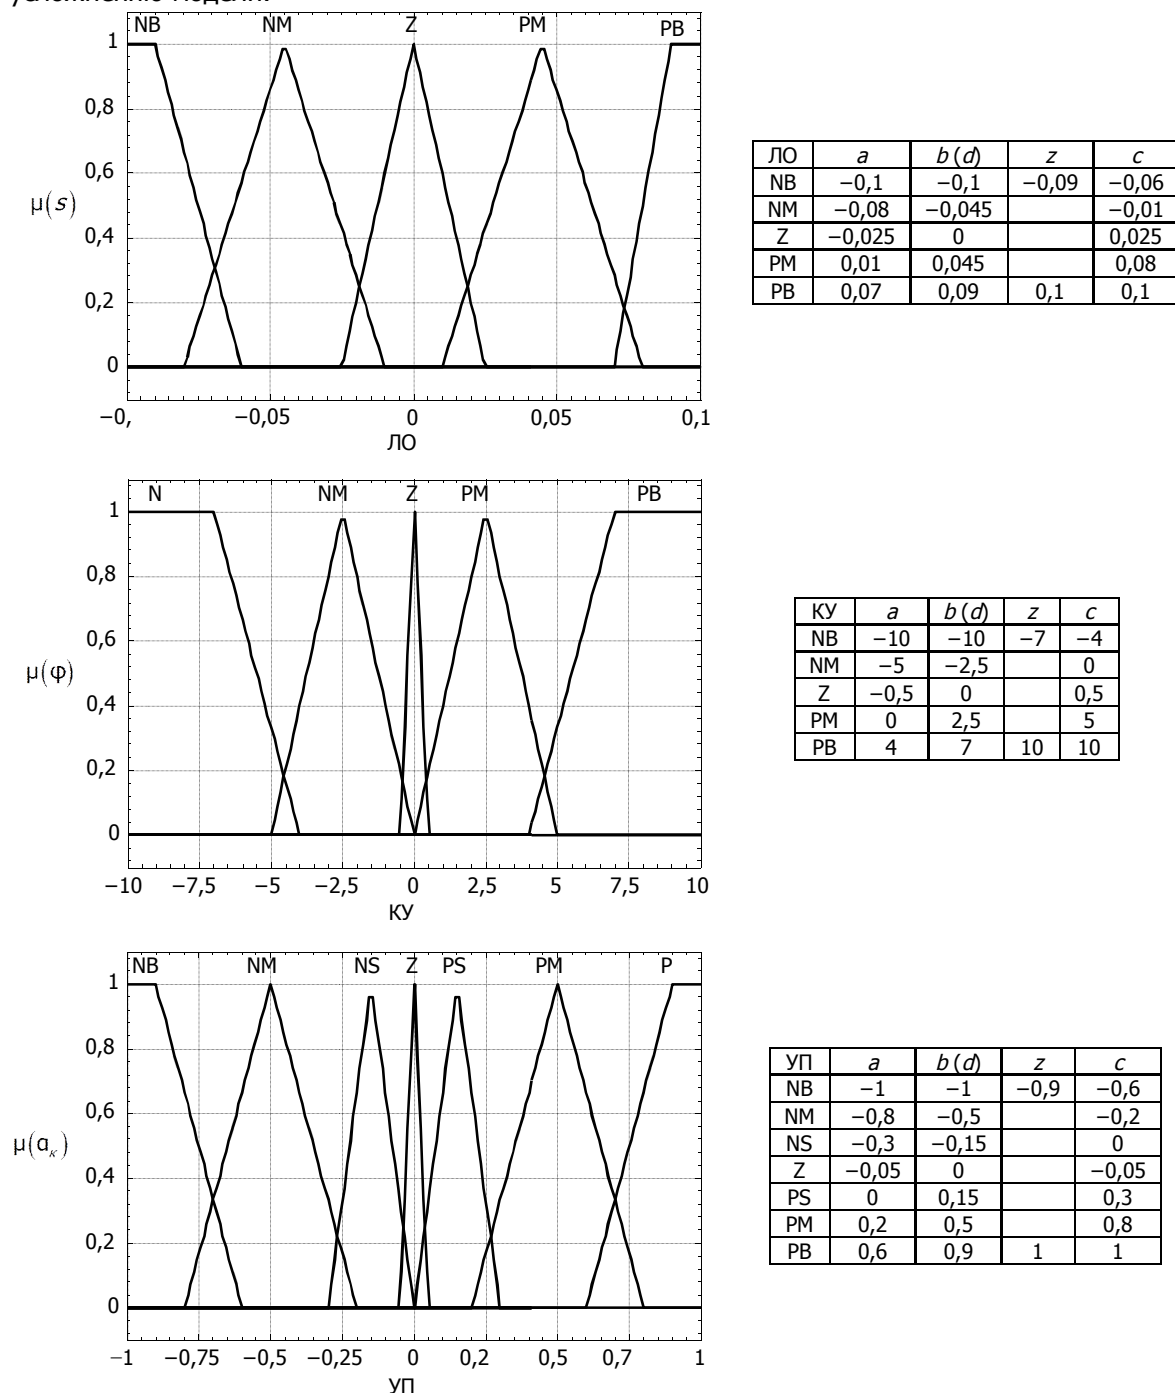 усложнению модели.
NB NM Z PM PB
1
0,8
0,6
μ(s)
0,4
0,2
0
−0, −0,05 0 0,05 0,1
ЛО
ЛО a b (d) z c
NB −0,1 −0,1 −0,09 −0,06
NM −0,08 −0,045 −0,01
Z −0,025 0 0,025
PM 0,01 0,045 0,08
PB 0,07 0,09 0,1 0,1
N NM Z PM PB
1
0,8
0,6
μ(φ)
0,4
0,2
0
−10 −7,5 −5 −2,5 0 2,5 5 7,5 10
КУ
КУ a b (d) z c
NB −10 −10 −7 −4
NM −5 −2,5 0
Z −0,5 0 0,5
PM 0 2,5 5
PB 4 7 10 10
NB NM NS Z PS PM P
1
0,8
0,6
μ(αк)
0,4
0,2
0
−1 −0,75 −0,5 −0,25 0 0,2 0,5 0,7 1
УП
УП a b (d) z c
NB −1 −1 −0,9 −0,6
NM −0,8 −0,5 −0,2
NS −0,3 −0,15 0
Z −0,05 0 −0,05
PS 0 0,15 0,3
PM 0,2 0,5 0,8
PB 0,6 0,9 1 1